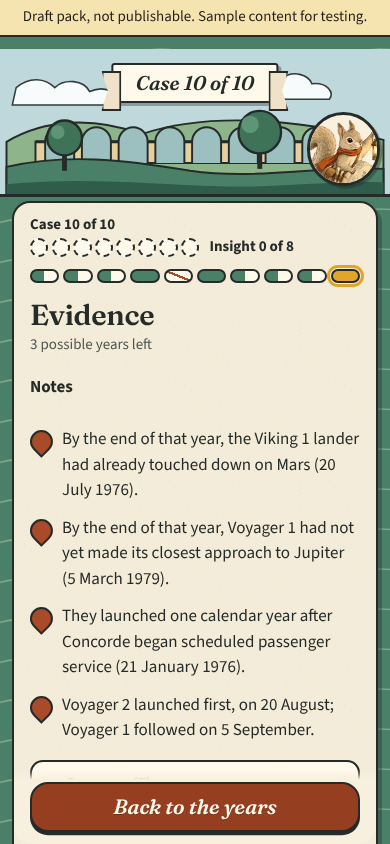 Draft pack, not publishable. Sample content for testing.
Case 10 of 10
Case 10 of 10
Insight 0 of 8
Evidence
3 possible years left
Notes
By the end of that year, the Viking 1 lander
had already touched down on Mars (20
July 1976).
By the end of that year, Voyager 1 had not
yet made its closest approach to Jupiter
(5 March 1979).
They launched one calendar year after
Concorde began scheduled passenger
service (21 January 1976).
Voyager 2 launched first, on 20 August;
Voyager 1 followed on 5 September.
Back to the years